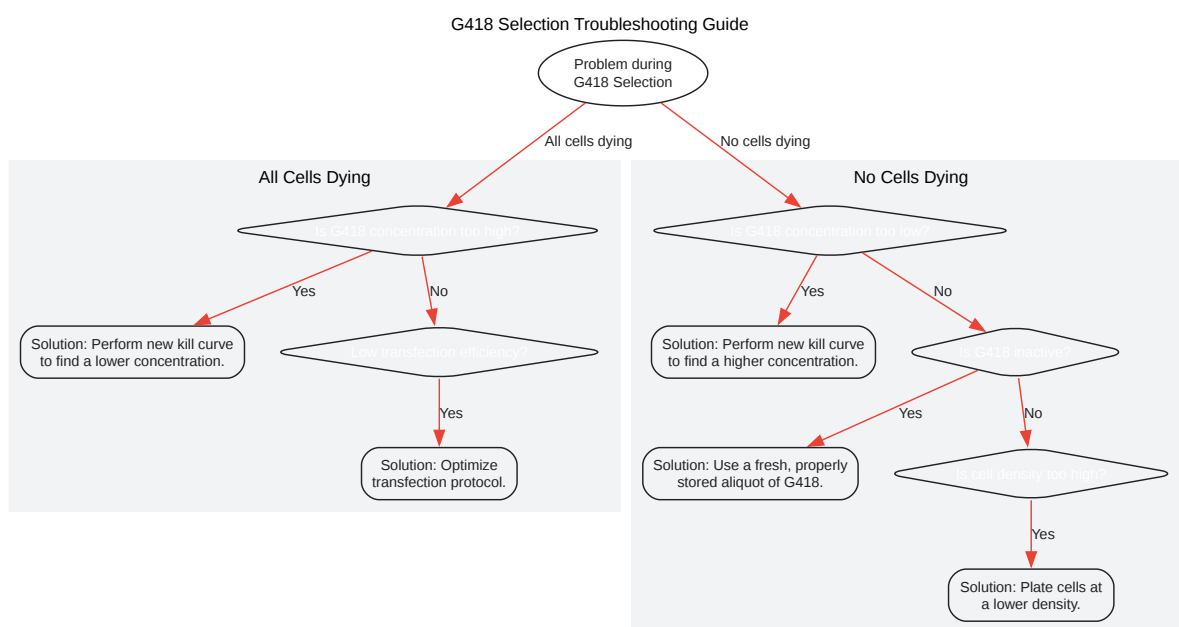 G418 Selection Troubleshooting Guide
Problem during
G418 Selection
All cells dying
No cells dying
All Cells Dying
No Cells Dying
Is G418 concentration too high?
Is G418 concentration too low?
Yes
No
Yes
No
Solution: Perform new kill curve
to find a lower concentration.
Low transfection efficiency?
Solution: Perform new kill curve
to find a higher concentration.
Is G418 inactive?
Yes
Yes
No
Solution: Optimize
transfection protocol.
Solution: Use a fresh, properly
stored aliquot of G418.
Is cell density too high?
Yes
Solution: Plate cells at
a lower density.